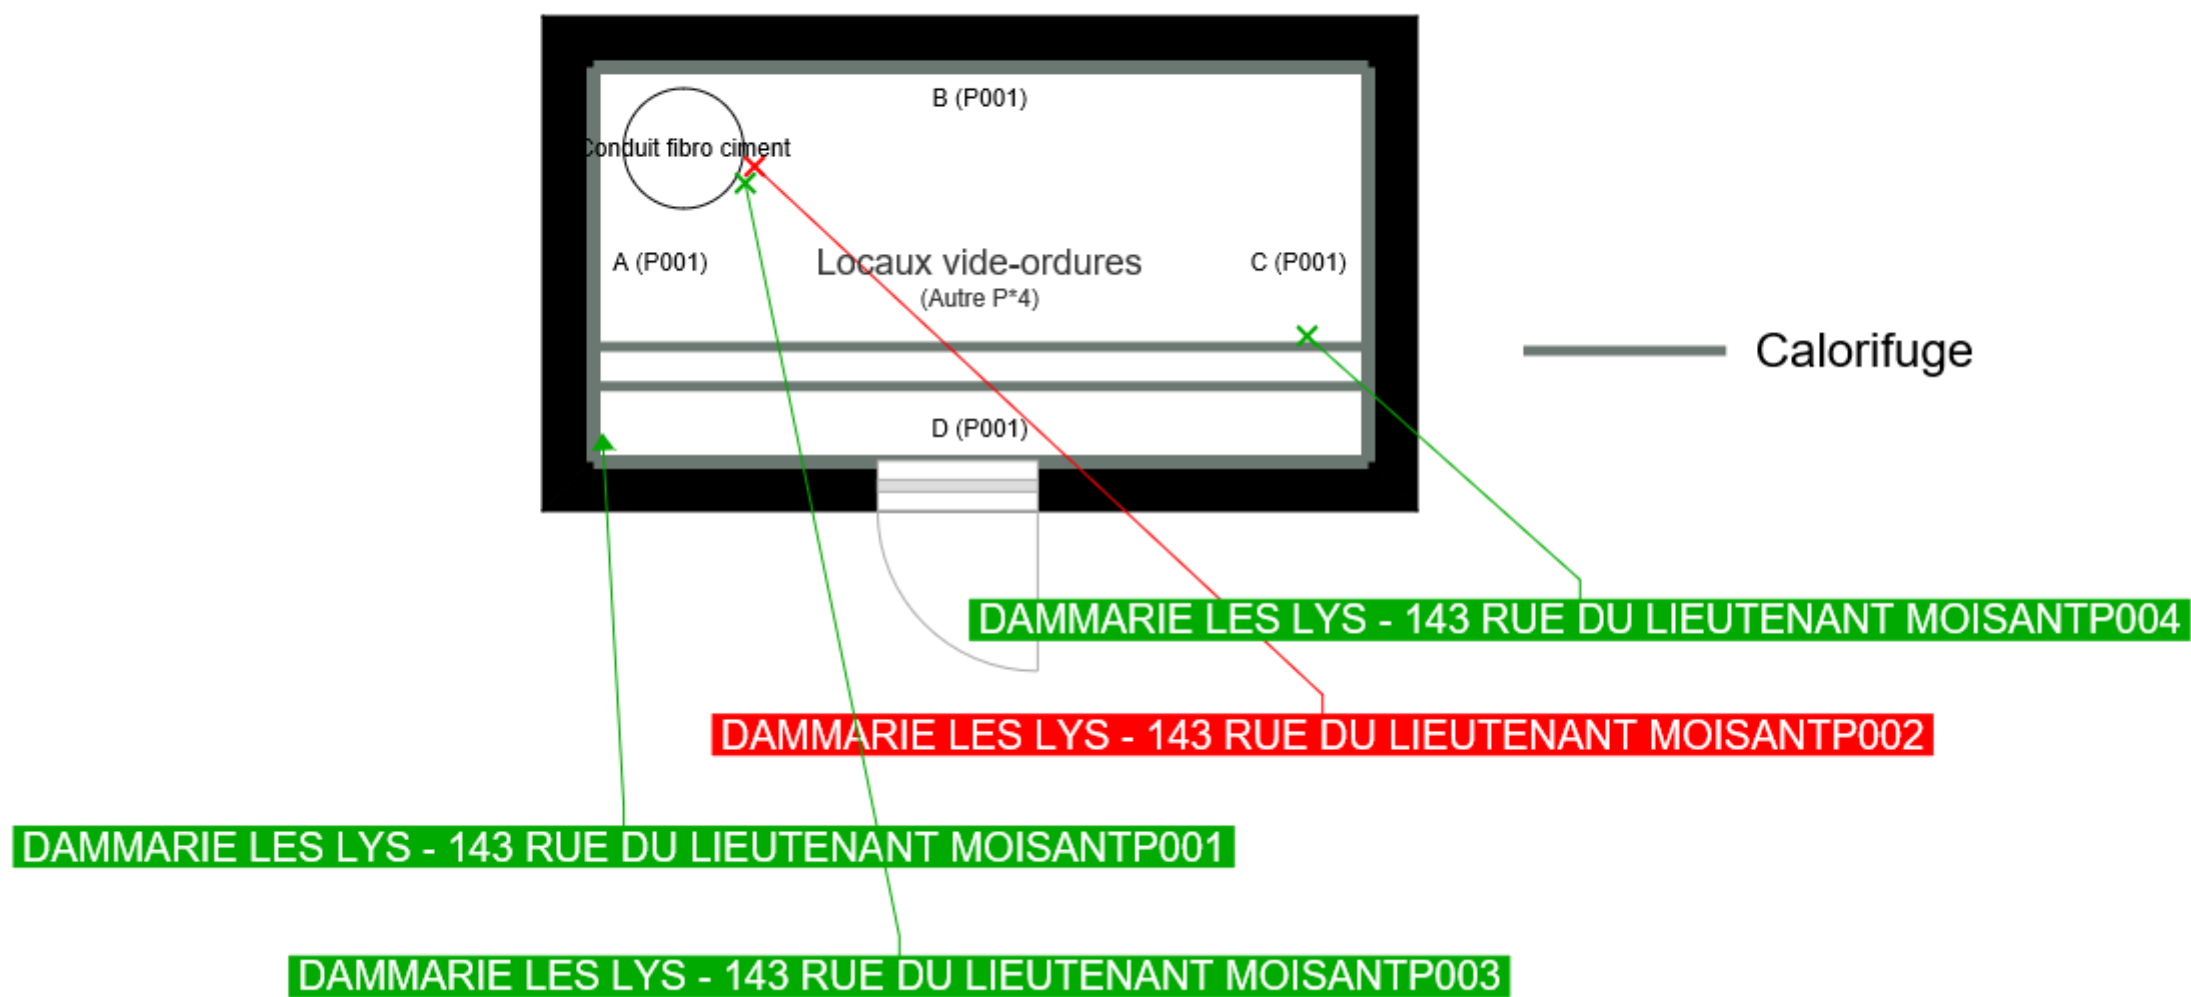 B (P001)
Conduit fibro ciment
A (P001)
Locaux vide-ordures
C (P001)
(Autre P*4)
Calorifuge
D (P001)
DAMMARIE LES LYS - 143 RUE DU LIEUTENANT MOISANTP004
DAMMARIE LES LYS - 143 RUE DU LIEUTENANT MOISANTP002
DAMMARIE LES LYS - 143 RUE DU LIEUTENANT MOISANTP001
DAMMARIE LES LYS - 143 RUE DU LIEUTENANT MOISANTP003